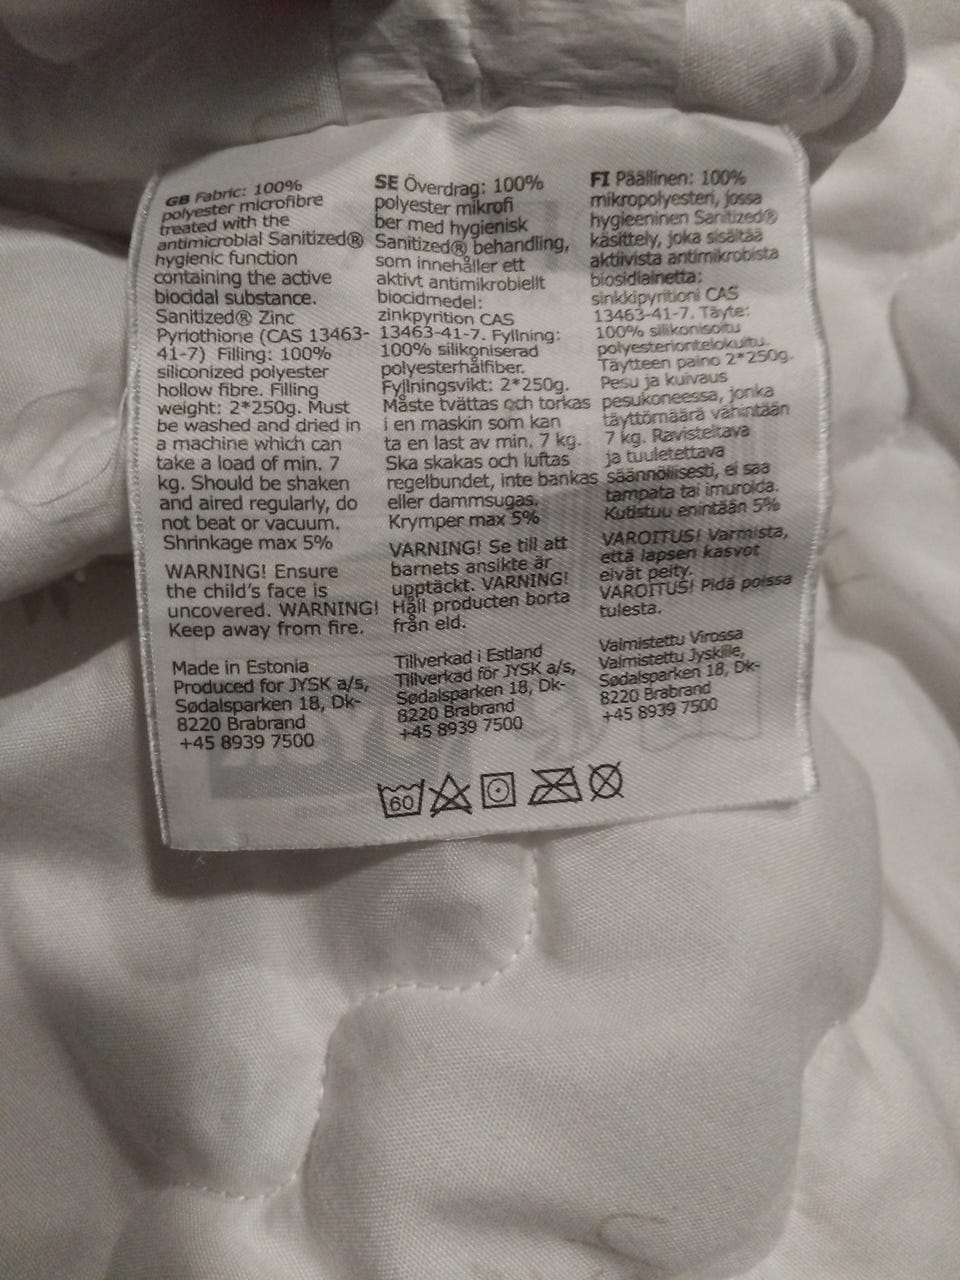 GB Fabric: 100%
polyester microfibre
treated with the
antimicrobial Sanitized®
hygienic function
containing the active
biocidal substance.
Sanitized® Zinc
Pyriothione (CAS 13463-
41-7) Filling: 100%
siliconized polyester
hollow fibre. Filling
weight: 2*250g. Must
be washed and dried in
a machine which can
take a load of min. 7
kg. Should be shaken
and aired regularly, do
not beat or vacuum.
Shrinkage max 5%
WARNING! Ensure
the child's face is
uncovered. WARNING!
Keep away from fire.
Made in Estonia
Produced for JYSK a/s,
Sødalsparken 18, Dk-
8220 Brabrand
+45 8939 7500
SE Överdrag: 100%
polyester mikrofi
ber med hygienisk
Sanitized® behandling,
som innehåller ett
aktivt antimikrobiellt
biocidmedel:
zinkpyrition CAS
13463-41-7. Fyllning:
100% silikoniserad
polyesterhålfiber.
Fyllningsvikt: 2*250g.
Måste tvättas och torkas
i en maskin som kan
ta en last av min. 7 kg.
Ska skakas och luftas
regelbundet, inte bankas
eller dammsugas.
Krymper max 5%
VARNING! Se till att
barnets ansikte är
upptäckt. VARNING!
Håll producten borta
från eld.
Tillverkad i Estland
Tillverkad för JYSK a/s,
Sødalsparken 18, Dk-
8220 Brabrand
+45 8939 7500
FI Päällinen: 100%
mikropolyesteri, jossa
hygieeninen Sanitized®
käsittely, joka sisältää
aktiivista antimikrobista
biosidiainetta:
sinkkipyritioni CAS
13463-41-7. Täyte:
100% silikonisoitu
polyesteriontelokuitu.
Täytteen paino 2*250g.
Pesu ja kuivaus
pesukoneessa, jonka
täyttömäärä vähintään
7 kg. Ravisteltava
ja tuuletettava
säännöllisesti, ei saa
tampata tai imuroida.
Kutistuu enintään 5%
VAROITUS! Varmista,
että lapsen kasvot
eivät peity.
VAROITUS! Pidä poissa
tulesta.
Valmistettu Virossa
Valmistettu Jyskille,
Sødalsparken 18, Dk-
8220 Brabrand
+45 8939 7500
60